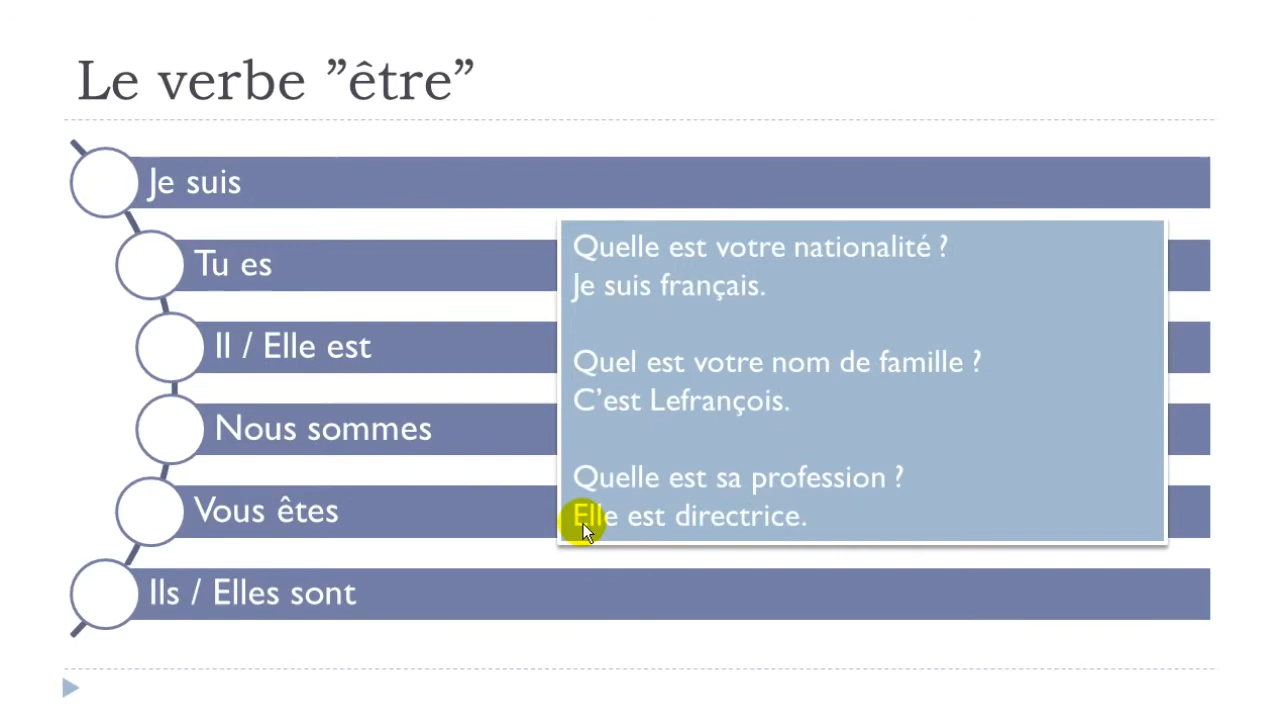 Le verbe ”être”
Je suis
Tu es
Il / Elle est
Nous sommes
Vous êtes
Ils / Elles sont
Quelle est votre nationalité ?
Je suis français.
Quel est votre nom de famille ?
C’est Lefrançois.
Quelle est sa profession ?
Elle est directrice.